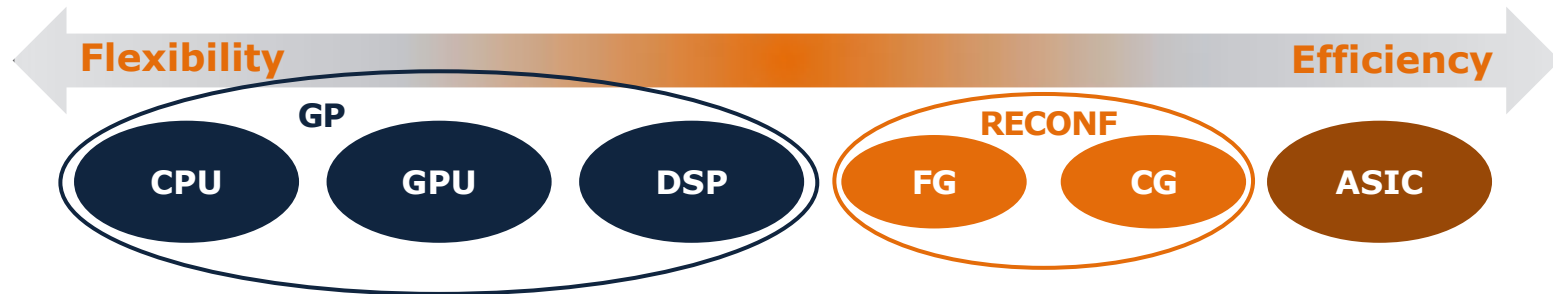 Flexibility Efficiency
GP RECONF
CPU GPU DSP FG CG ASIC